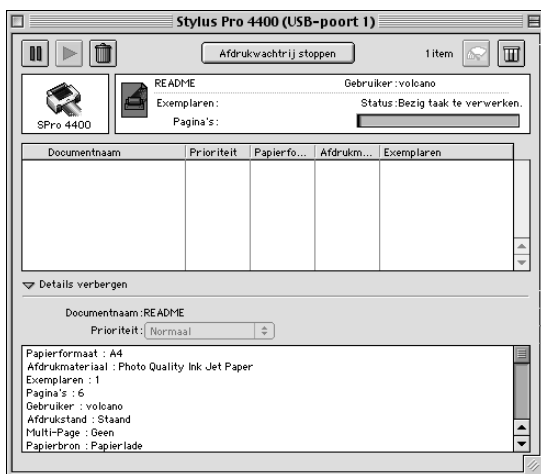 Stylus Pro 4400 (USB-poort 1)
Afdrukwachtrij stoppen
1 item
SPro 4400
README
Gebruiker : volcano
Exemplaren :
Status : Bezig taak te verwerken.
Pagina's :
Documentnaam
Prioriteit
Papierfo...
Afdrukm...
Exemplaren
Details verbergen
Documentnaam : README
Prioriteit : Normaal
Papierformaat : A4
Afdrukmateriaal : Photo Quality Ink Jet Paper
Exemplaren : 1
Pagina's : 6
Gebruiker : volcano
Afdrukstand : Staand
Multi-Page : Geen
Papierbron : Papierlade